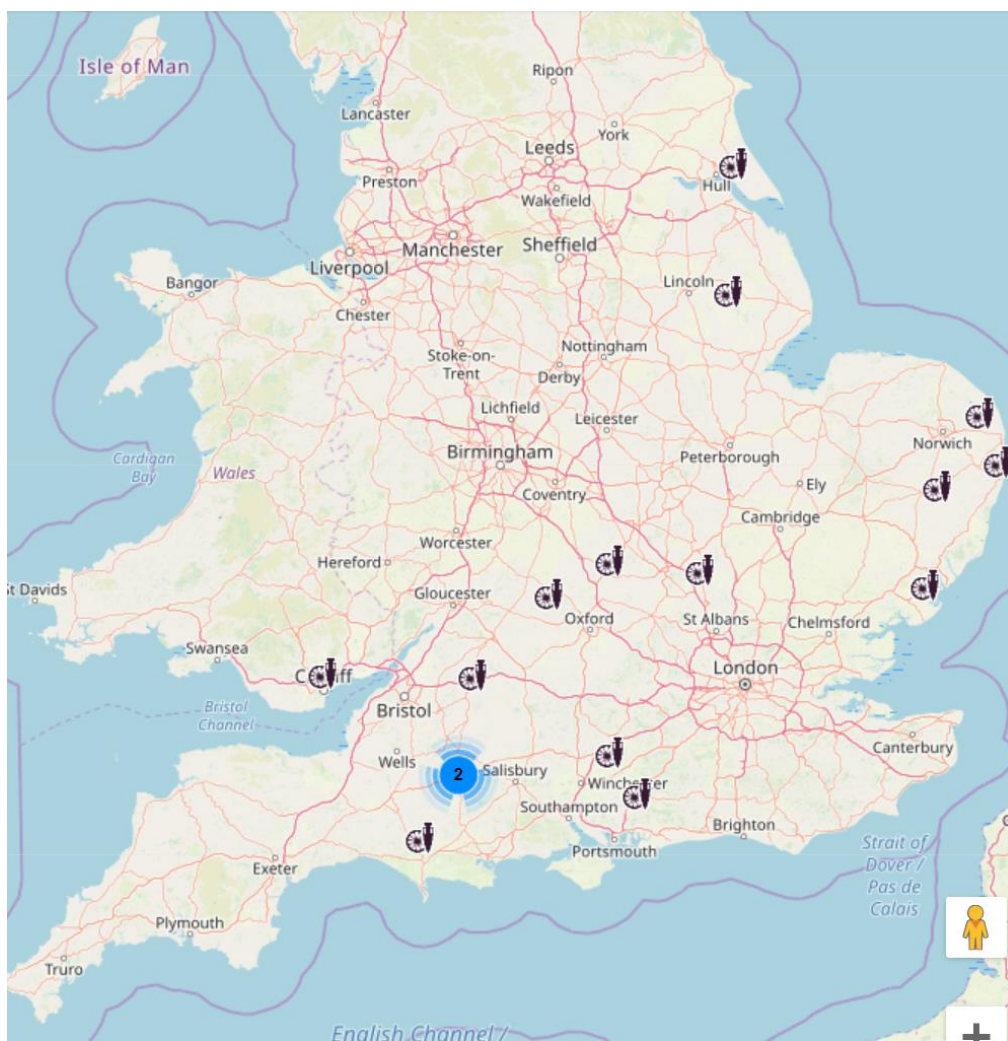 Isle of Man
Ripon
Lancaster
York
Leeds
Preston
Hull
Wakefield
Manchester
Sheffield
Liverpool
Bangor
Lincoln
Chester
Stoke-on-
Trent
Nottingham
Derby
Lichfield
Leicester
Norwich
Birmingham
Peterborough
Cardigan
Bay
Wales
Coventry
Ely
Cambridge
Worcester
Hereford
St Davids
Gloucester
Oxford
St Albans
Chelmsford
Swansea
London
Bristol
Bristol
Channel
Canterbury
Wells
2
Salisbury
Winchester
Southampton
Brighton
Portsmouth
Strait of
Dover /
Pas de
Calais
Exeter
Plymouth
Truro
English Channel /
+